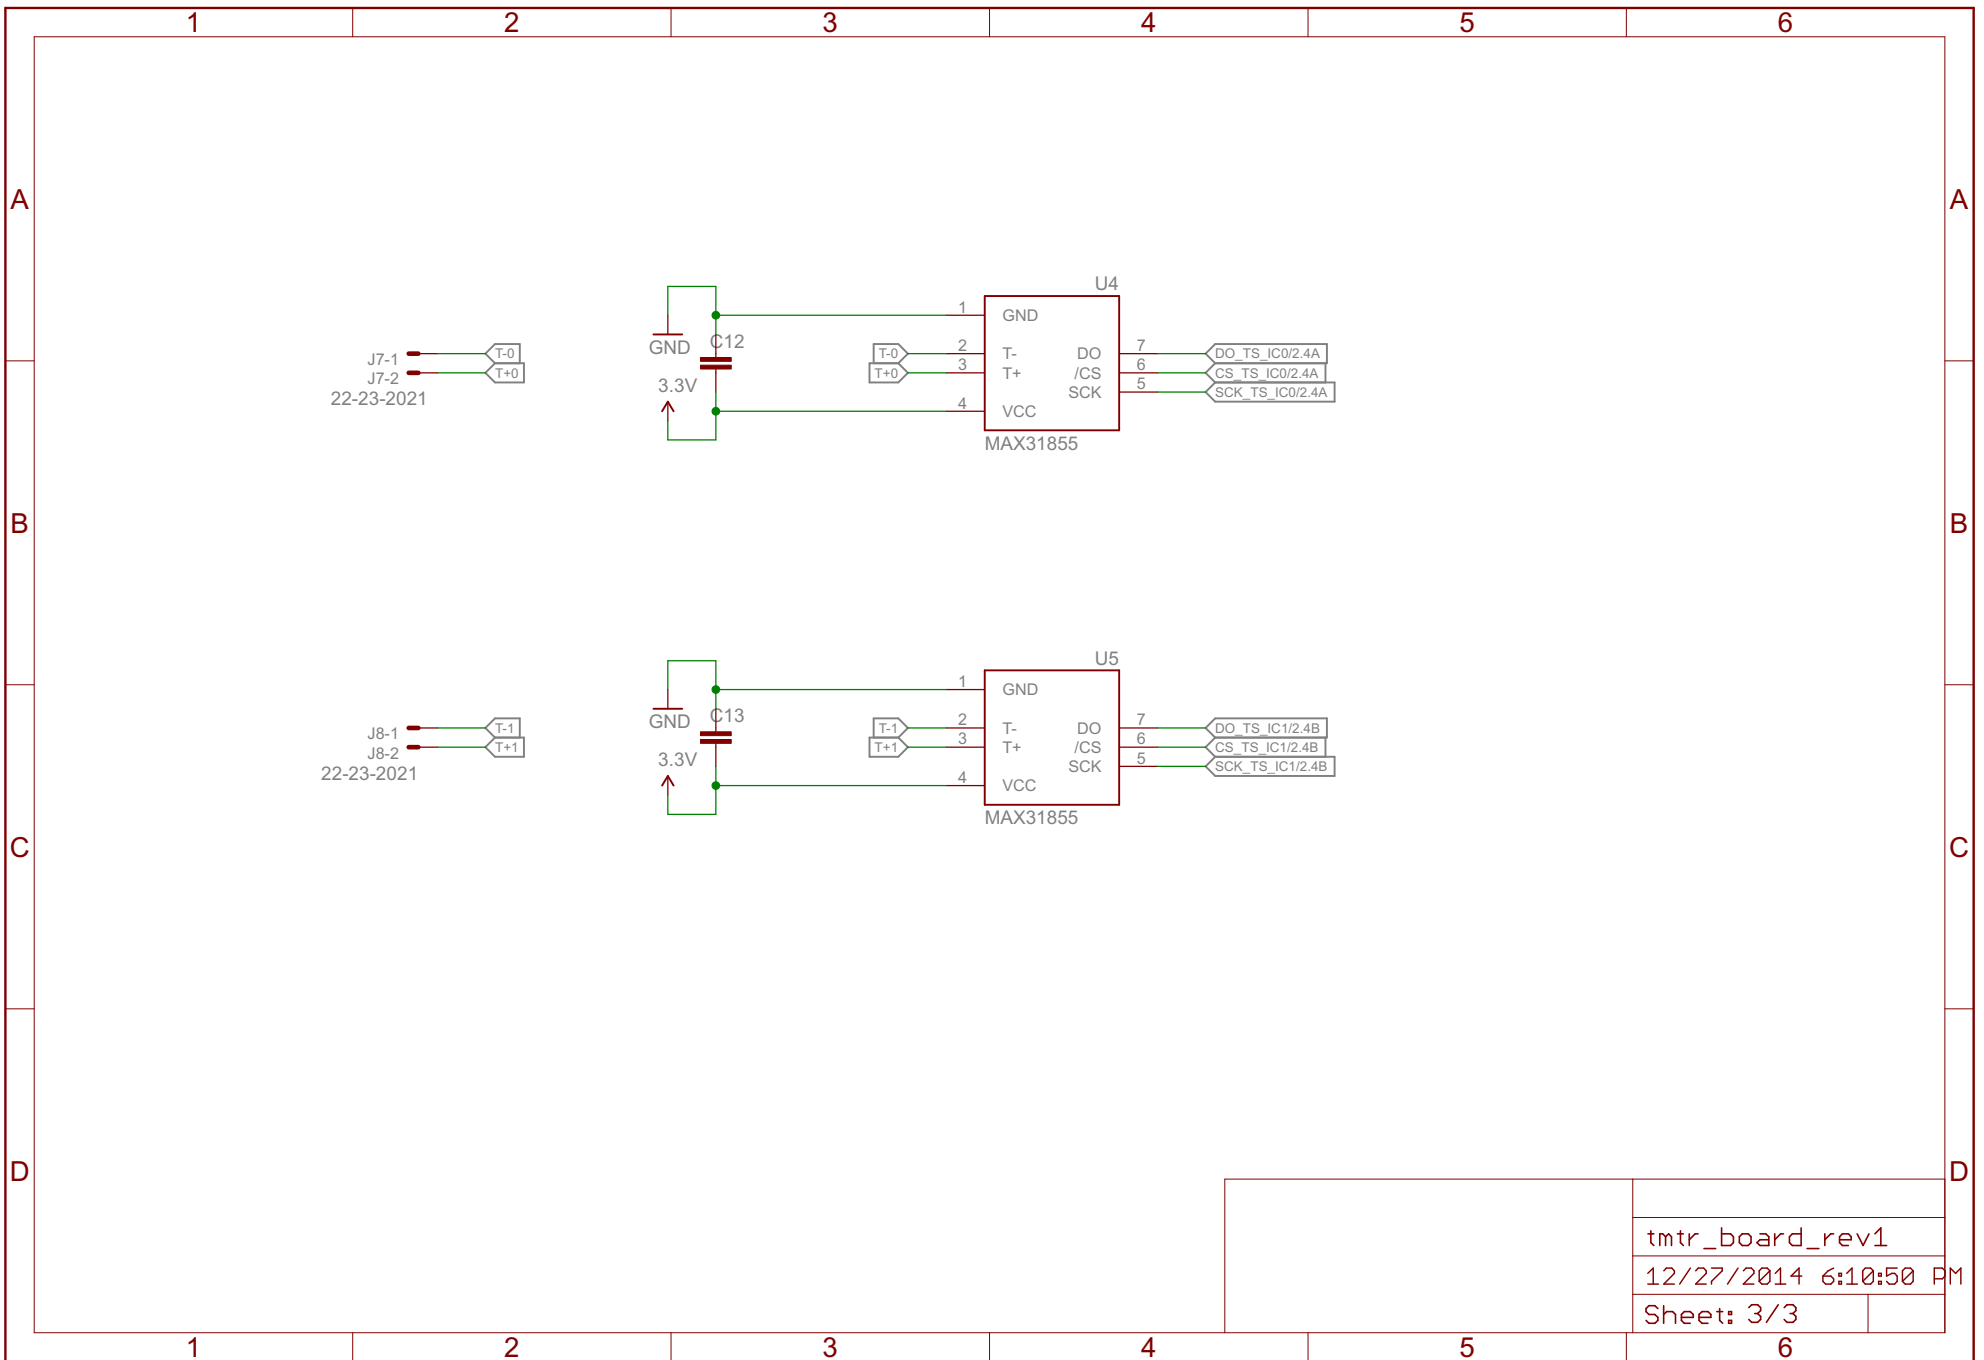 1 2 3 4 5 6
A A
U4
1 GND
J7-1 T-0
GND C12
T-0 2 T- DO 7 DO_TS_IC0/2.4A
J7-2 T+0
T+0 3 T+ /CS 6 CS_TS_IC0/2.4A
22-23-2021
3.3V
SCK 5 SCK_TS_IC0/2.4A
4 VCC
MAX31855
B B
U5
1 GND
J8-1 T-1
GND C13
T-1 2 T- DO 7 DO_TS_IC1/2.4B
J8-2 T+1
T+1 3 T+ /CS 6 CS_TS_IC1/2.4B
22-23-2021
3.3V
SCK 5 SCK_TS_IC1/2.4B
4 VCC
MAX31855
C C
D D
tmtr_board_rev1
12/27/2014 6:10:50 PM
Sheet: 3/3
1 2 3 4 5 6